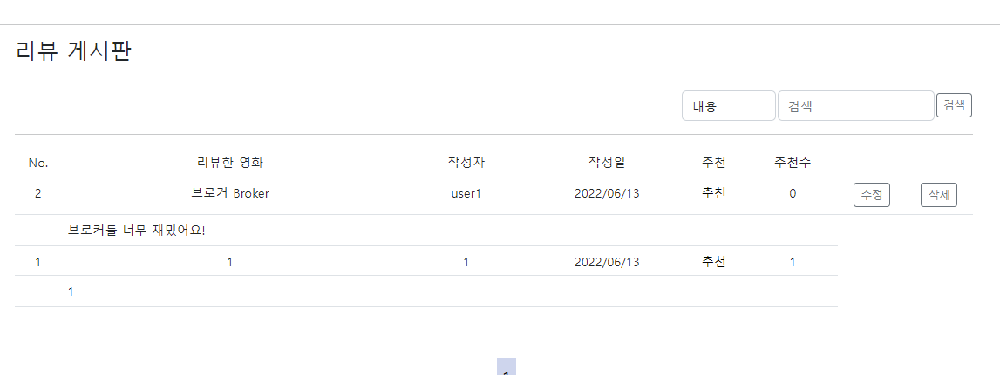 리뷰 게시판
내용 검색 검색
No. 리뷰한 영화 작성자 작성일 추천 추천수
2 브로커 Broker user1 2022/06/13 추천 0 수정 삭제
브로커들 너무 재밌어요!
1 1 1 2022/06/13 추천 1
1
1